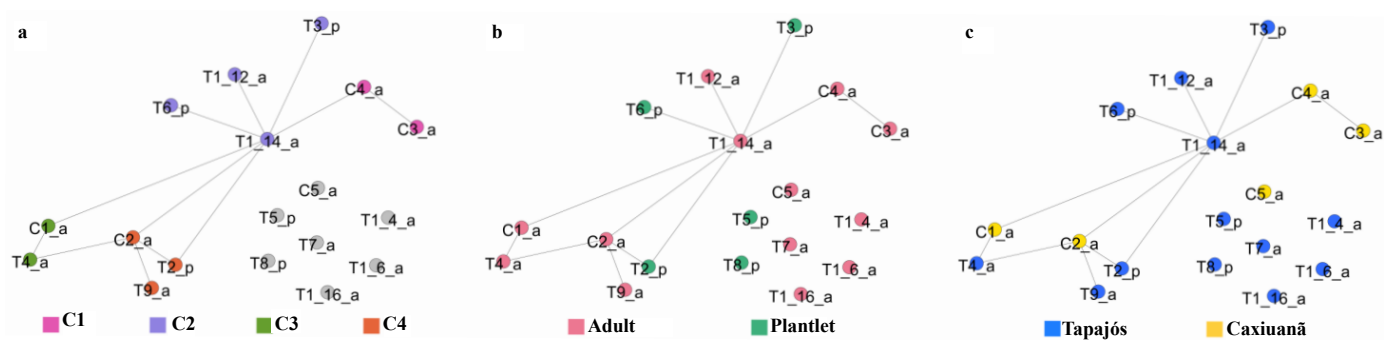 a
T3_p
T1_12_a
T6_p
C4_a
C3_a
T1_14_a
C5_a
T5_p
T1_4_a
C1_a
C2_a
T7_a
T4_a
T2_p
T8_p
T1_6_a
T9_a
T1_16_a
C1 C2 C3 C4
b
T3_p
T1_12_a
T6_p
C4_a
C3_a
T1_14_a
C5_a
T5_p
T1_4_a
C1_a
C2_a
T7_a
T4_a
T2_p
T8_p
T1_6_a
T9_a
T1_16_a
Adult Plantlet
c
T3_p
T1_12_a
T6_p
C4_a
C3_a
T1_14_a
C5_a
T5_p
T1_4_a
C1_a
C2_a
T7_a
T4_a
T2_p
T8_p
T1_6_a
T9_a
T1_16_a
Tapajós Caxiuanã